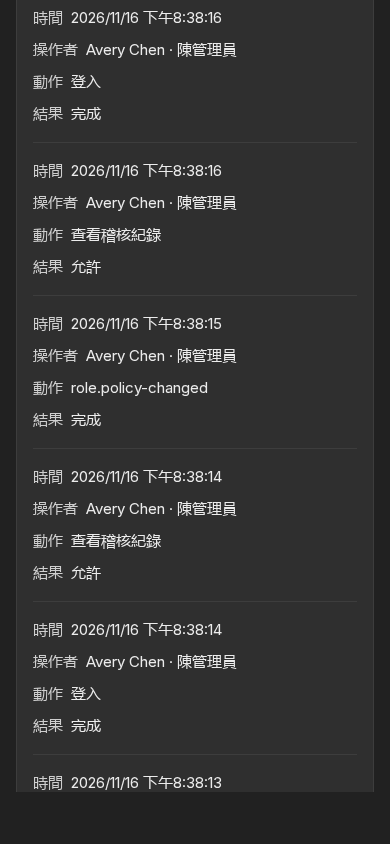 時間 2026/11/16 下午8:38:16
操作者 Avery Chen · 陳管理員
動作 登入
結果 完成
時間 2026/11/16 下午8:38:16
操作者 Avery Chen · 陳管理員
動作 查看稽核紀錄
結果 允許
時間 2026/11/16 下午8:38:15
操作者 Avery Chen · 陳管理員
動作 role.policy-changed
結果 完成
時間 2026/11/16 下午8:38:14
操作者 Avery Chen · 陳管理員
動作 查看稽核紀錄
結果 允許
時間 2026/11/16 下午8:38:14
操作者 Avery Chen · 陳管理員
動作 登入
結果 完成
時間 2026/11/16 下午8:38:13